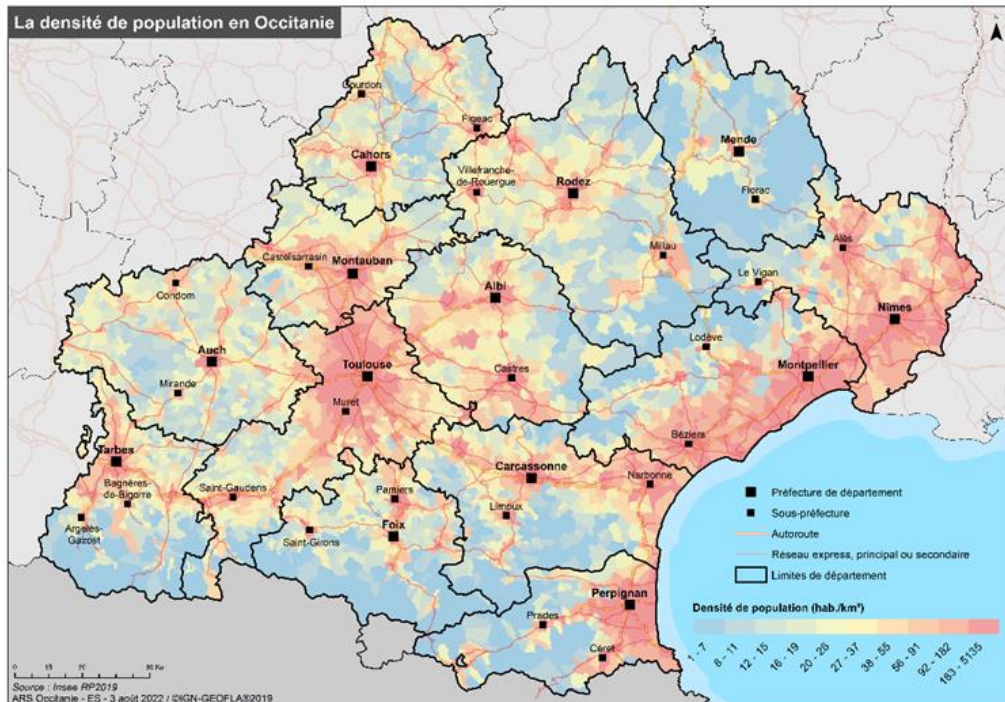 La densité de population en Occitanie
Gourdon
Figeac
Cahors
Mende
Villefranche-
de-Rouergue
Rodez
Florac
Castelsarrasin
Montauban
Millau
Alès
Le Vigan
Condom
Albi
Nîmes
Auch
Lodève
Toulouse
Montpellier
Mirande
Castres
Muret
Béziers
Tarbes
Carcassonne
Narbonne
Bagnères-
de-Bigorre
Saint-Gaudens
Pamiers
Limoux
Argelès-
Gazost
Foix
Saint-Girons
Perpignan
Prades
Céret
Préfecture de département
Sous-préfecture
Autoroute
Réseau express, principal ou secondaire
Limites de département
Densité de population (hab./km²)
1 - 7
8 - 11
12 - 15
16 - 19
20 - 26
27 - 37
38 - 55
56 - 91
92 - 182
183 - 5135
Source : Insee RP2019
ARS Occitanie - ES - 3 août 2022 / ©IGN-GEOFLA®2019